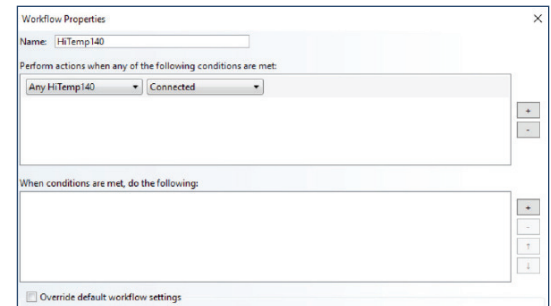 Workflow Properties
Name: HiTemp140
Perform actions when any of the following conditions are met:
Any HiTemp140 Connected
+
-
When conditions are met, do the following:
+
-
↑
↓
Override default workflow settings